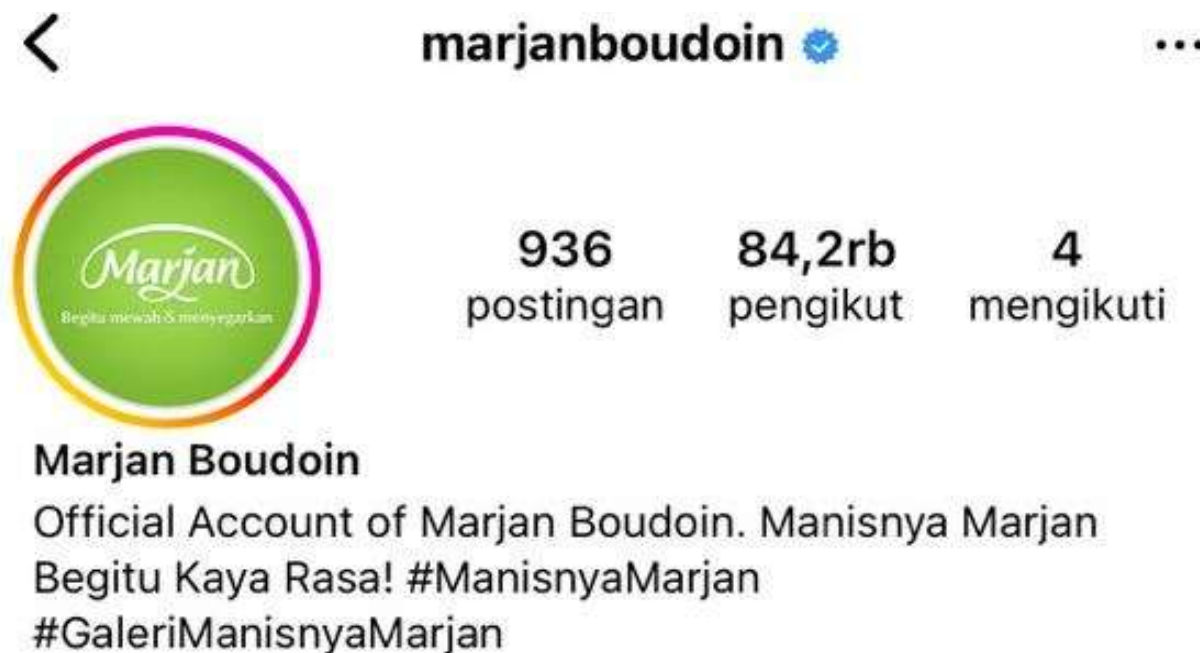 marjanboudoin
Marjan
Begitu mewah & menyegarkan
936 84,2rb 4
postingan pengikut mengikuti
Marjan Boudoin
Official Account of Marjan Boudoin. Manisnya Marjan
Begitu Kaya Rasa! #ManisnyaMarjan
#GaleriManisnyaMarjan